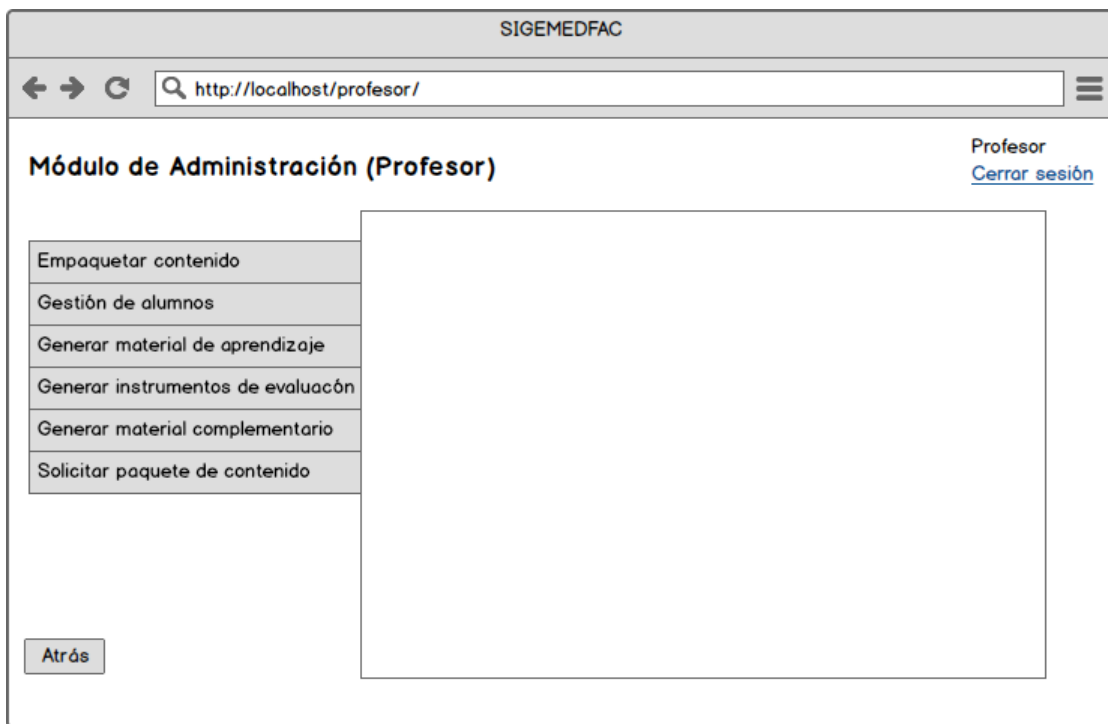 SIGEMEDFAC
http://localhost/profesor/
Profesor
Módulo de Administración (Profesor)
Cerrar sesión
Empaquetar contenido
Gestión de alumnos
Generar material de aprendizaje
Generar instrumentos de evaluacón
Generar material complementario
Solicitar paquete de contenido
Atrás